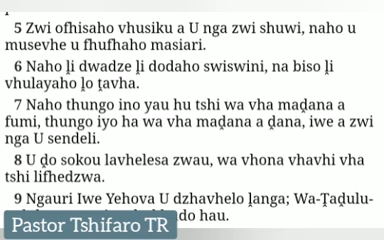 5 Zwi ofhisaho vhusiku a U nga zwi shuwi, naho u
musevhe u fhufhaho masiari.
6 Naho ḽi dwadze ḽi dodaho swiswini, na biso ḽi
vhulayaho ḽo ṱavha.
7 Naho thungo ino yau hu tshi wa vha maḓana a
fumi, thungo iyo ha wa vha maḓana a ḓana, iwe a zwi
nga U sendeli.
8 U ḓo sokou lavhelesa zwau, wa vhona vhavhi vha
tshi lifhedzwa.
9 Ngauri Iwe Yehova U dzhavhelo ḽanga; Wa-Ṱaḓulu-
do hau.
Pastor Tshifaro TR